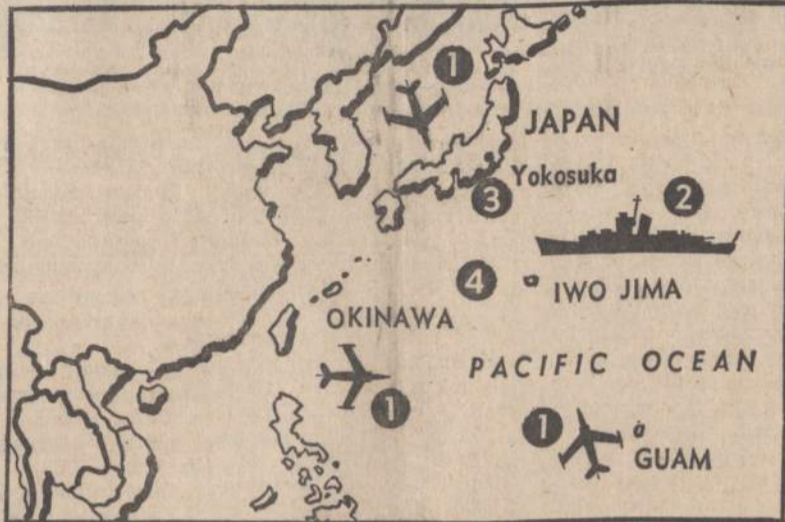 1
JAPAN
Yokosuka
3
2
4
IWO JIMA
OKINAWA
PACIFIC OCEAN
1
1
GUAM